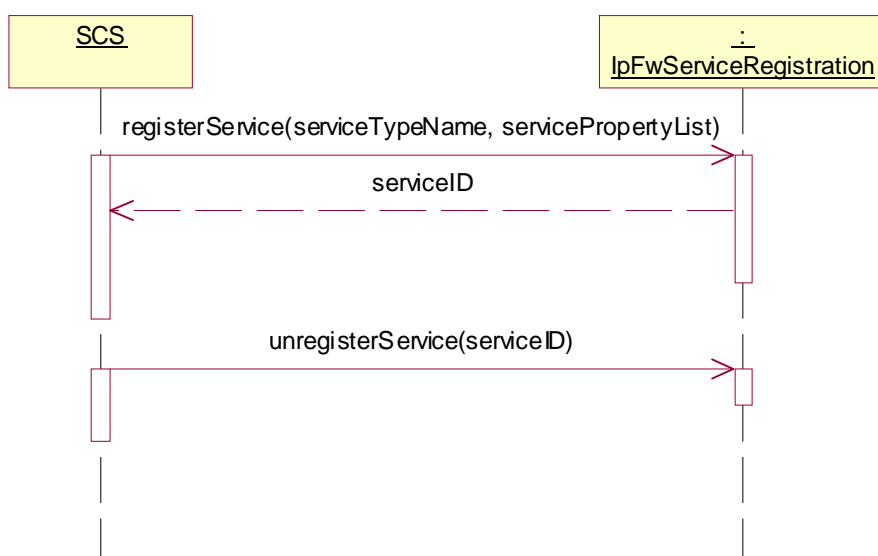 SCS
:
IpFwServiceRegistration
registerService(serviceTypeName, servicePropertyList)
serviceID
unregisterService(serviceID)